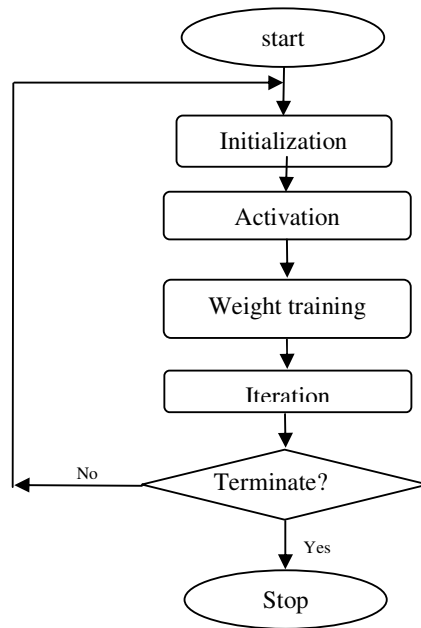 start
Initialization
Activation
Weight training
Iteration
Terminate?
No
Yes
Stop